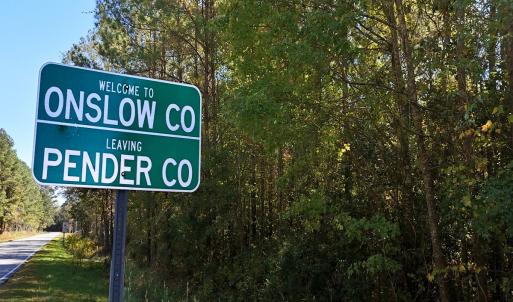 WELCOME TO
ONSLOW CO
LEAVING
PENDER CO